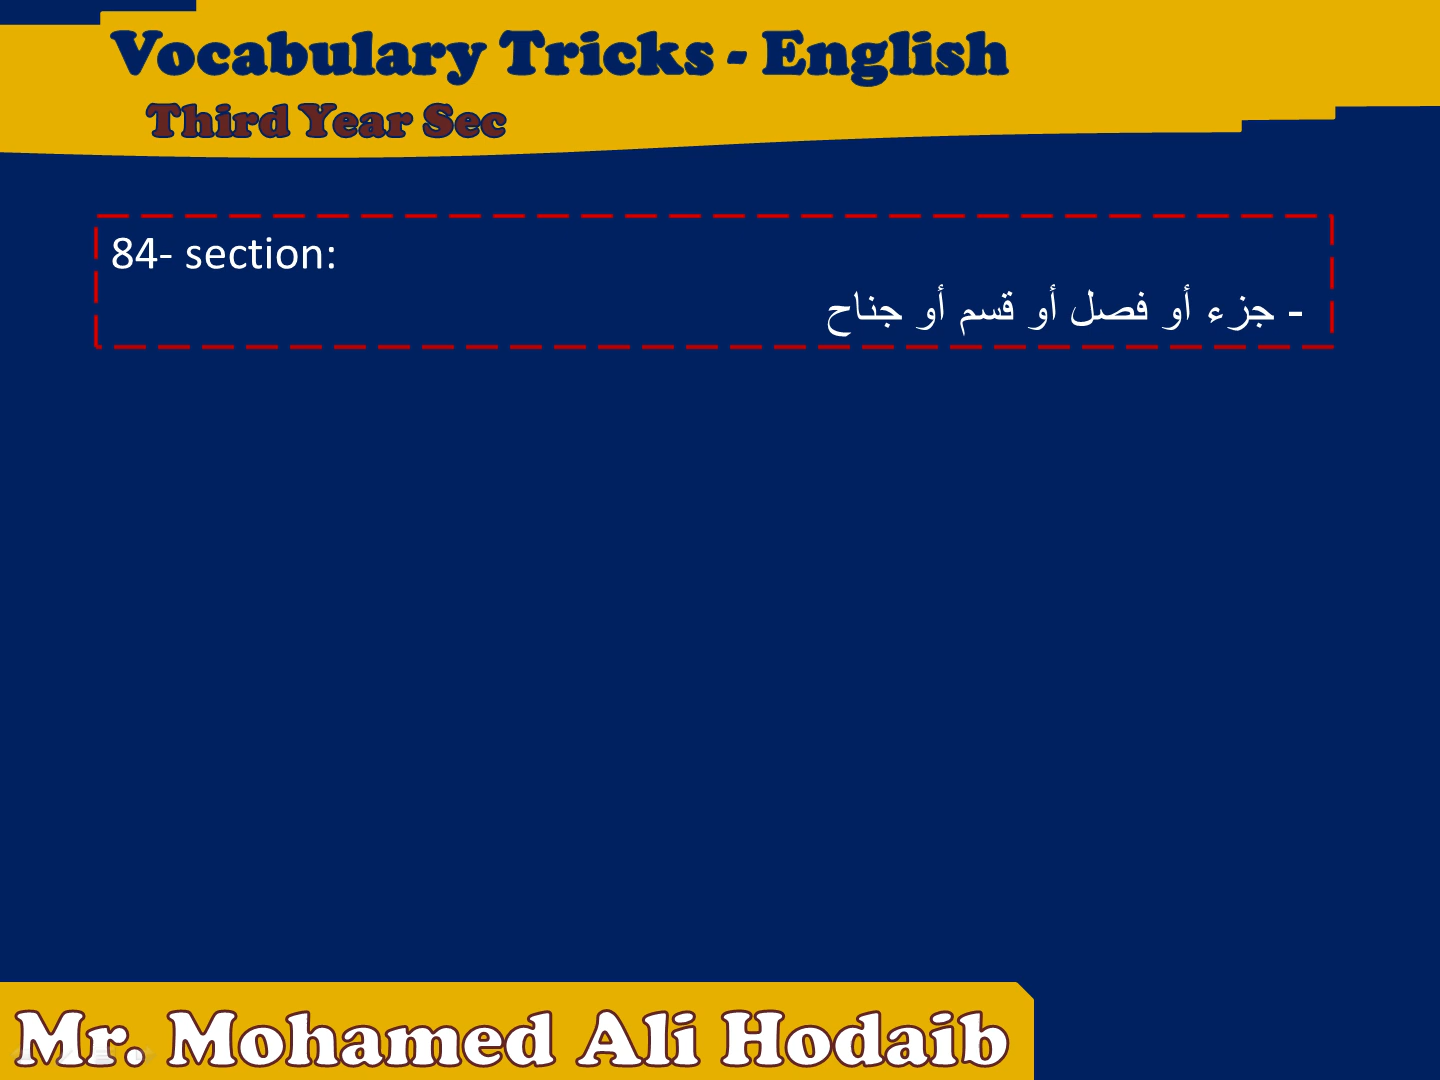 Vocabulary Tricks - English
Third Year Sec
84- section:
- جزء أو فصل أو قسم أو جناح
Mr. Mohamed Ali Hodaib